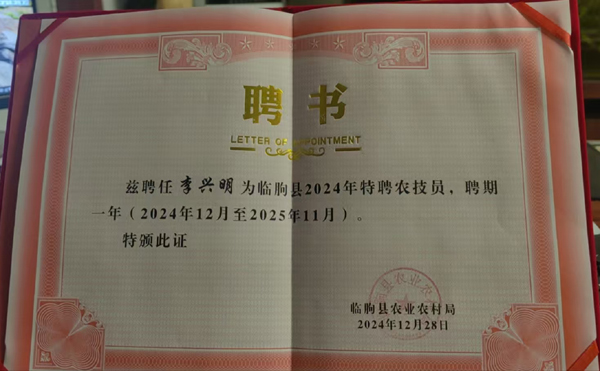 聘书
LETTER OF APPOINTMENT
兹聘任 李兴明 为临朐县2024年特聘农技员，聘期
一年（2024年12月至2025年11月）。
特颁此证
临朐县农业农村局
2024年12月28日